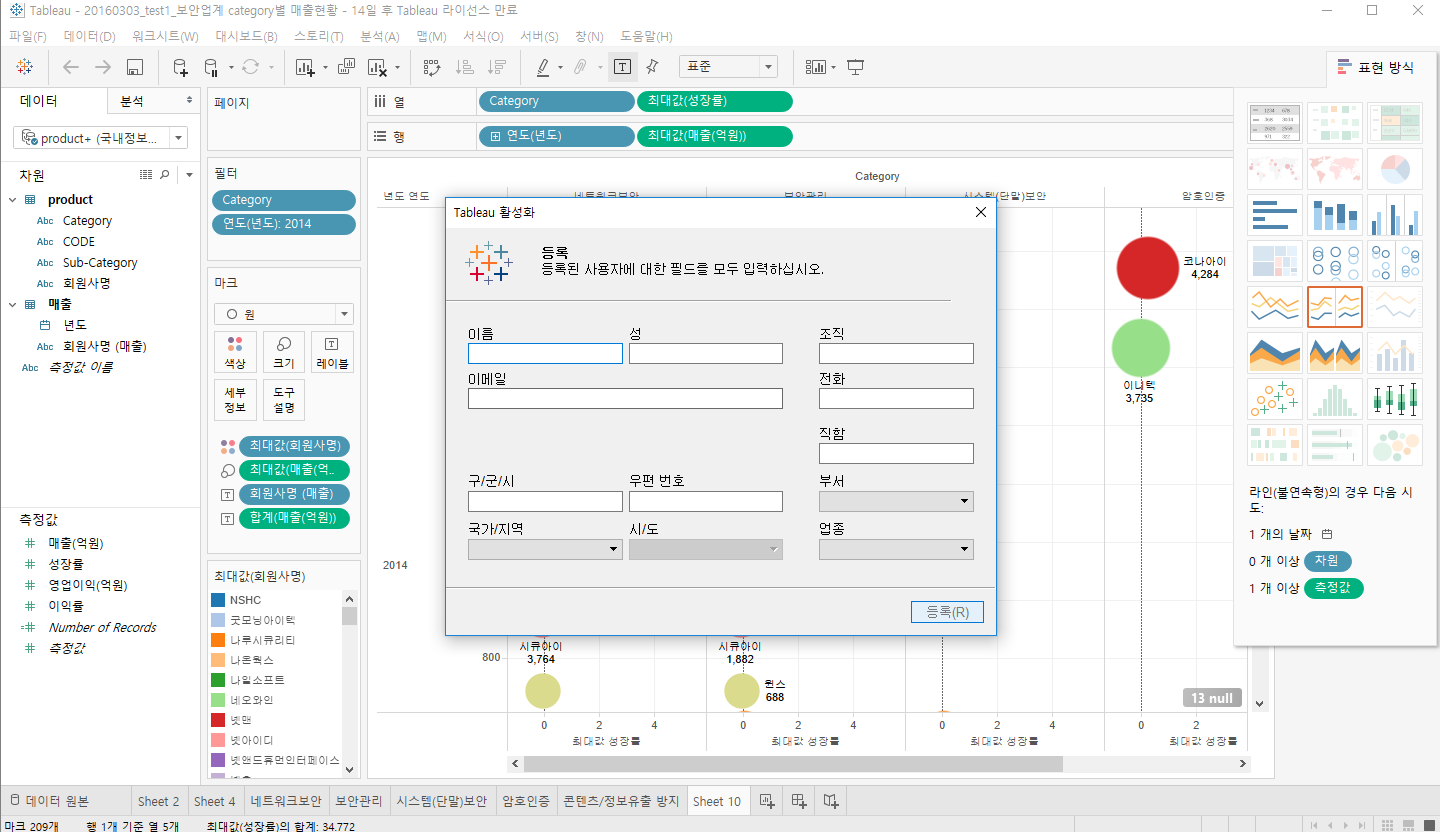 Tableau - 20160303_test1_보안업계 category별 매출현황 - 14일 후 Tableau 라이선스 만료
파일(F) 데이터(D) 워크시트(W) 대시보드(B) 스토리(T) 분석(A) 맵(M) 서식(O) 서버(S) 창(N) 도움말(H)
표준
표현 방식
데이터 분석
product+ (국내정보...
차원
product
Abc Category
Abc CODE
Abc Sub-Category
Abc 회원사명
매출
년도
Abc 회원사명 (매출)
Abc 측정값 이름
측정값
매출(억원)
성장률
영업이익(억원)
이익률
Number of Records
측정값
페이지
필터
Category
연도(년도): 2014
마크
원
색상 크기 레이블
세부 정보
도구 설명
최대값(회원사명)
최대값(매출(억..
회원사명 (매출)
합계(매출(억원))
최대값(회원사명)
NSHC
굿모닝아이텍
나루시큐리티
나온웍스
나일소프트
네오와인
넷맨
넷아이디
넷앤드휴먼인터페이스
열 Category 최대값(성장률)
행 연도(년도) 최대값(매출(억원))
Category
년도 연도 네트워크보안 보안관리 시스템(단말)보안 암호인증
2014
코나아이
4,284
이니텍
3,735
시큐아이
3,764
시큐아이
1,882
윈스
688
800
13 null
0 2 4 0 2 4 0 2 4 0 2
최대값 성장률 최대값 성장률 최대값 성장률 최대값 성장률
Tableau 활성화
등록
등록된 사용자에 대한 필드를 모두 입력하십시오.
이름 성 조직
이메일 전화
직함
구/군/시 우편 번호 부서
국가/지역 시/도 업종
등록(R)
라인(불연속형)의 경우 다음 시
도:
1 개의 날짜
0 개 이상 차원
1 개 이상 측정값
데이터 원본 Sheet 2 Sheet 4 네트워크보안 보안관리 시스템(단말)보안 암호인증 콘텐츠/정보유출 방지 Sheet 10
마크 209개 행 1개 기준 열 5개 최대값(성장률)의 합계: 34.772